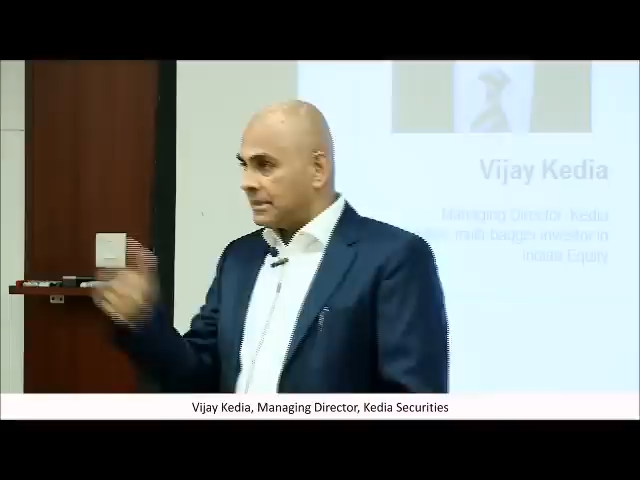 Vijay Kedia
Managing Director, Kedia
multi-bagger investor in
Indian Equity
Vijay Kedia, Managing Director, Kedia Securities